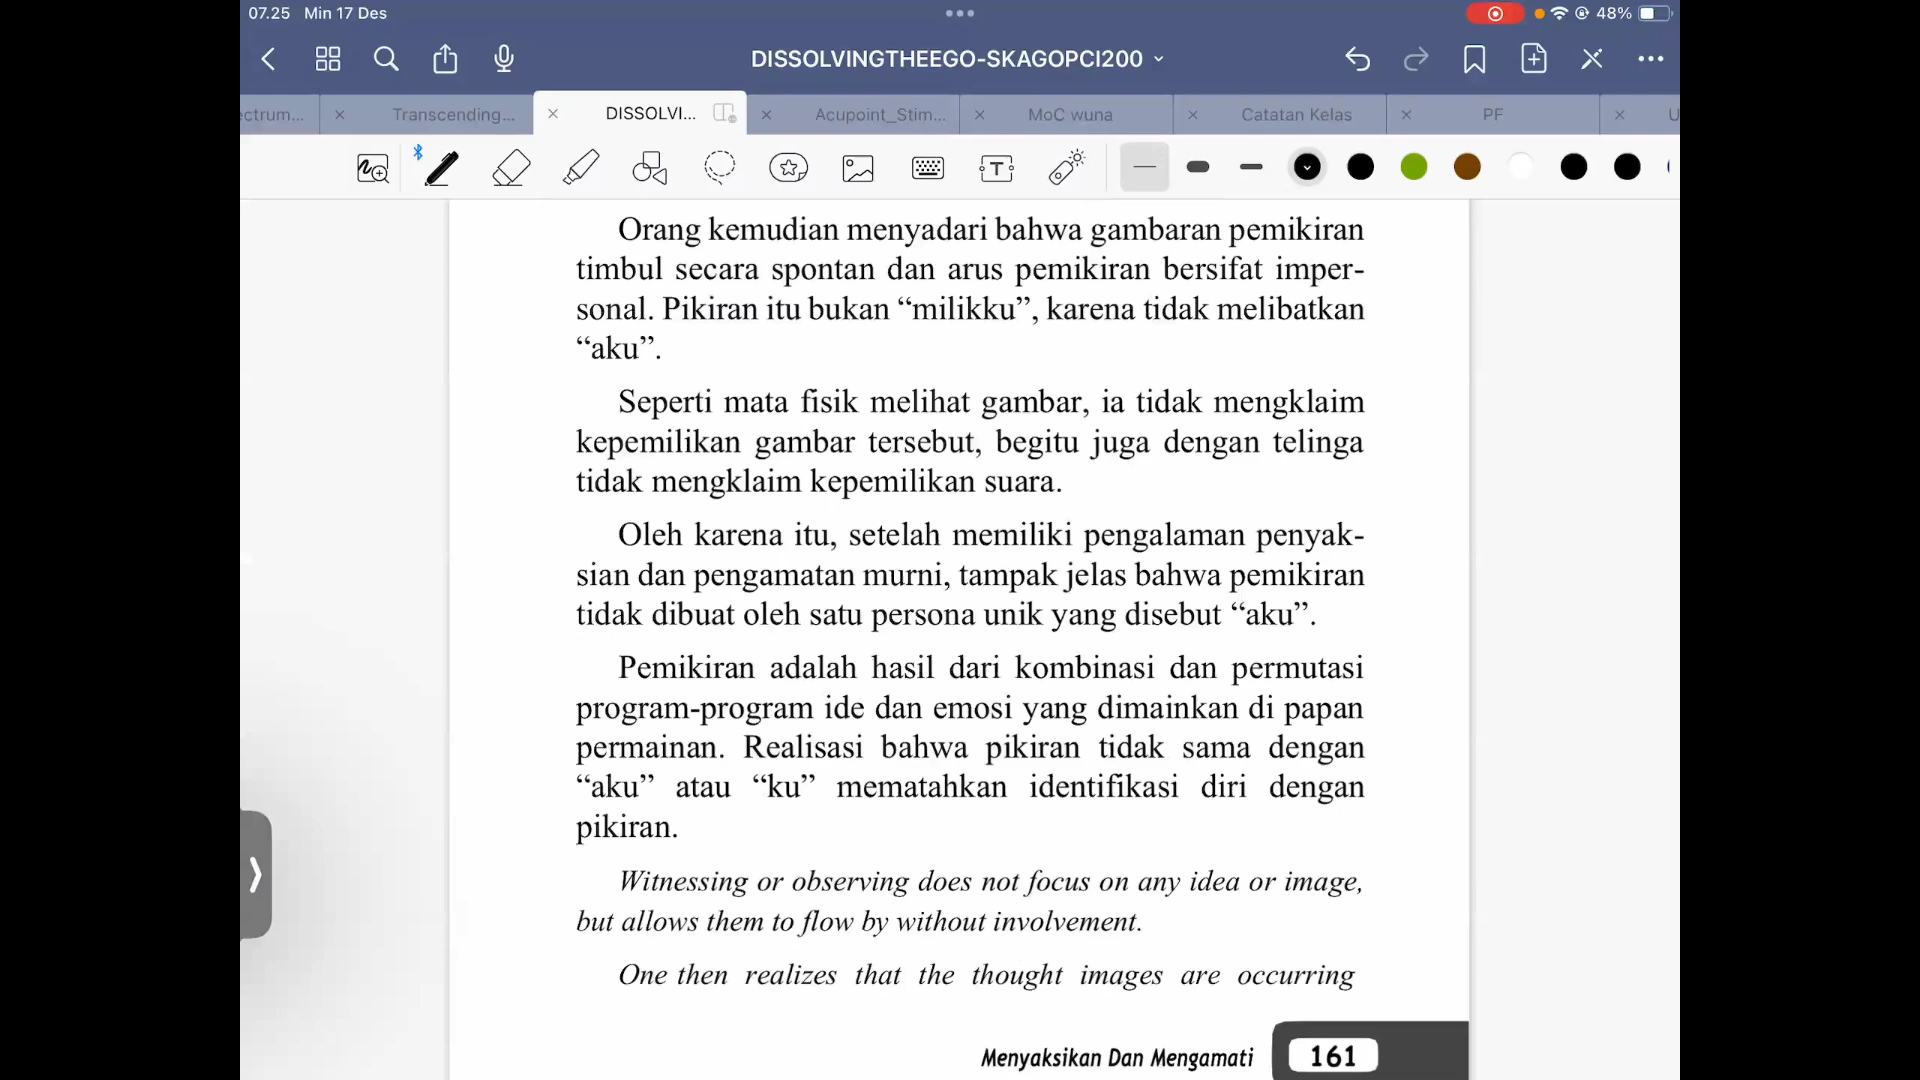 07.25 Min 17 Des
48%
DISSOLVINGTHEEGO-SKAGOPCI200
ectrum...
Transcending...
DISSOLVI...
Acupoint_Stim...
MoC wuna
Catatan Kelas
PF
U
Orang kemudian menyadari bahwa gambaran pemikiran
timbul secara spontan dan arus pemikiran bersifat imper-
sonal. Pikiran itu bukan “milikku”, karena tidak melibatkan
“aku”.
Seperti mata fisik melihat gambar, ia tidak mengklaim
kepemilikan gambar tersebut, begitu juga dengan telinga
tidak mengklaim kepemilikan suara.
Oleh karena itu, setelah memiliki pengalaman penyak-
sian dan pengamatan murni, tampak jelas bahwa pemikiran
tidak dibuat oleh satu persona unik yang disebut “aku”.
Pemikiran adalah hasil dari kombinasi dan permutasi
program-program ide dan emosi yang dimainkan di papan
permainan. Realisasi bahwa pikiran tidak sama dengan
“aku” atau “ku” mematahkan identifikasi diri dengan
pikiran.
Witnessing or observing does not focus on any idea or image,
but allows them to flow by without involvement.
One then realizes that the thought images are occurring
Menyaksikan Dan Mengamati 161